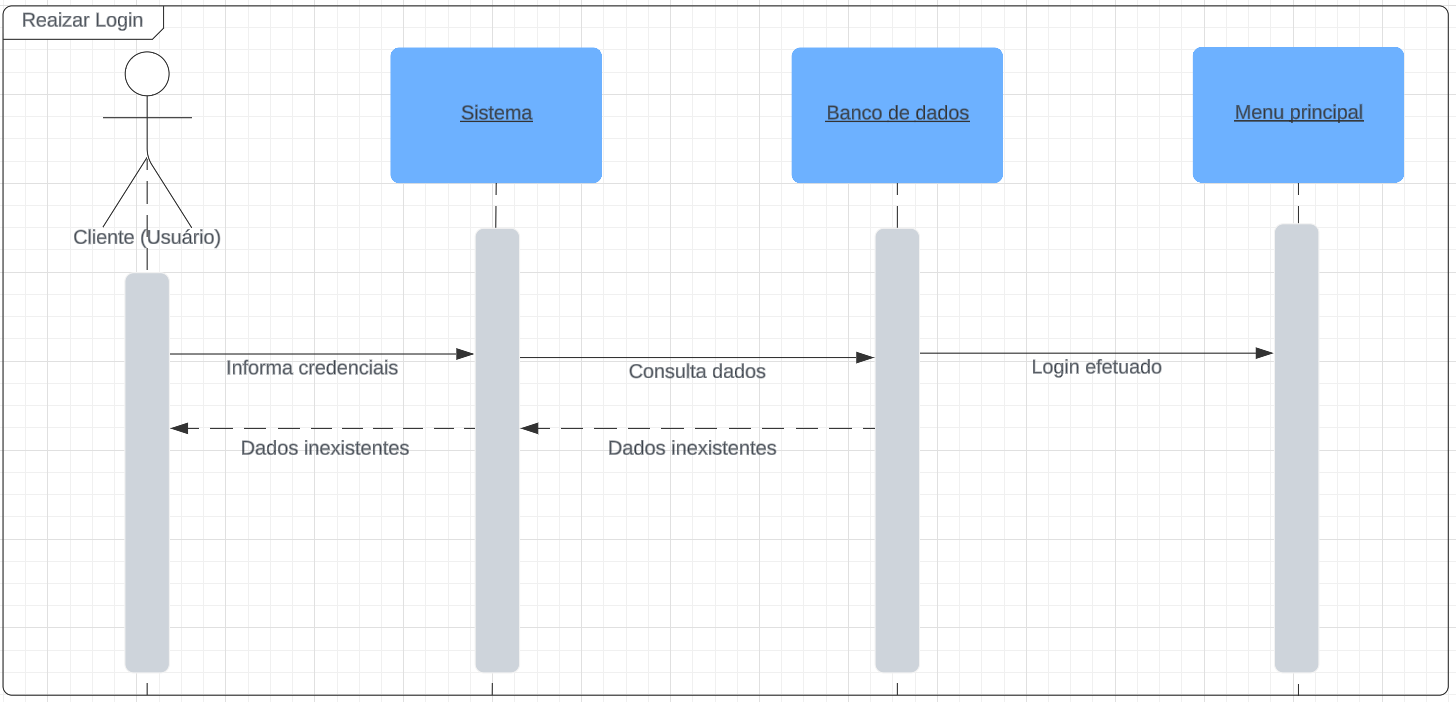 Reaizar Login
Sistema
Banco de dados
Menu principal
Cliente (Usuário)
Informa credenciais
Consulta dados
Login efetuado
Dados inexistentes
Dados inexistentes